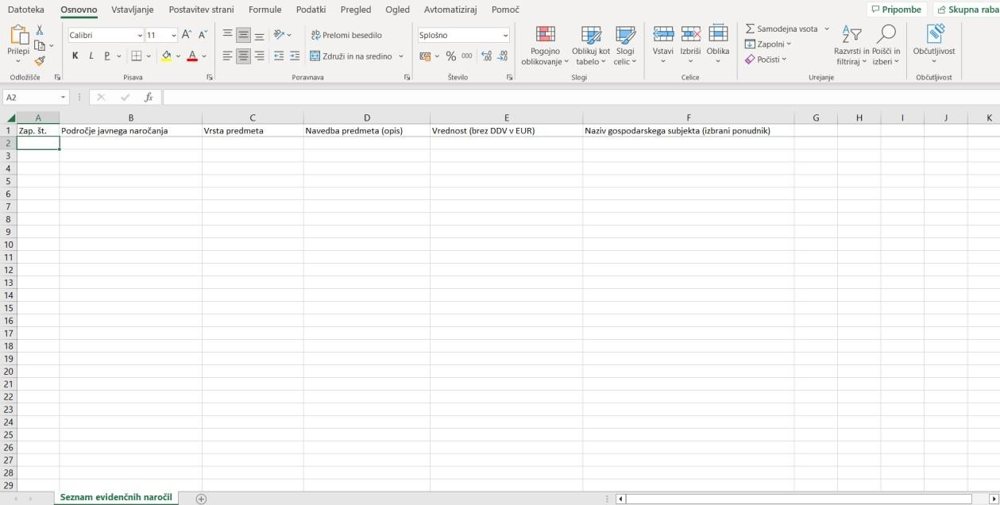 Datoteka Osnovno Vstavljanje Postavitev strani Formule Podatki Pregled Ogled Avtomatiziraj Pomoč Pripombe Skupna raba
Prilepi
Odložišče
Calibri 11
K L P
Pisava
Prelomi besedilo
Združi in na sredino
Poravnava
Splošno
% 000
Število
Pogojno oblikovanje
Oblikuj kot tabelo
Slogi celic
Slogi
Vstavi Izbriši Oblika
Celice
Samodejna vsota
Zapolni
Počisti
Razvrsti in filtriraj
Poišči in izberi
Urejanje
Občutljivost
Občutljivost
A2 fx
A B C D E F G H I J K
1 Zap. št. Področje javnega naročanja Vrsta predmeta Navedba predmeta (opis) Vrednost (brez DDV v EUR) Naziv gospodarskega subjekta (izbrani ponudnik)
2
3
4
5
6
7
8
9
10
11
12
13
14
15
16
17
18
19
20
21
22
23
24
25
26
27
28
29
Seznam evidenčnih naročil